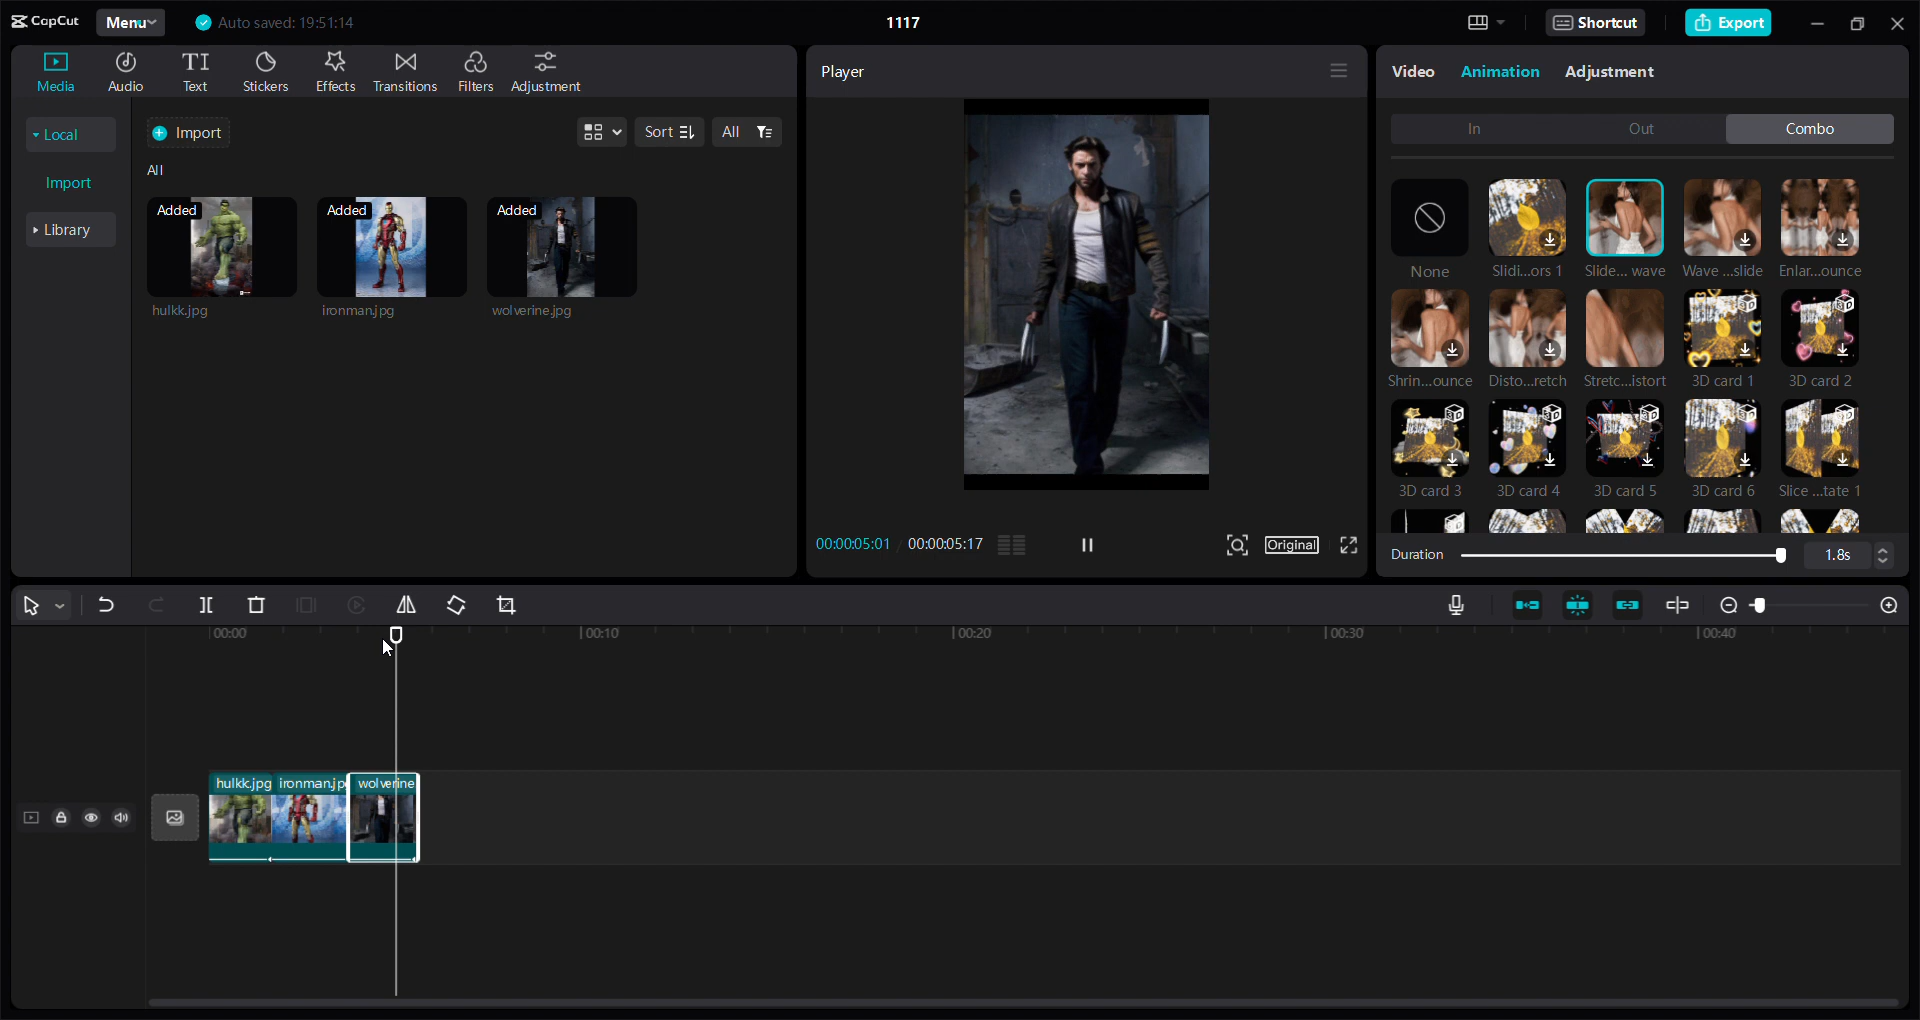 CapCut Menu Auto saved: 19:51:14 1117 Shortcut Export
Media Audio Text Stickers Effects Transitions Filters Adjustment
Local
Import
Library
Import
Sort
All
All
Added
Added
Added
hulkk.jpg
ironman.jpg
wolverine.jpg
Player
00:00:05:01 00:00:05:17
Original
Video Animation Adjustment
In Out Combo
None Slidi...ors 1 Slide... wave Wave ...slide Enlar...ounce
Shrin...ounce Disto...retch Stretc...istort 3D card 1 3D card 2
3D card 3 3D card 4 3D card 5 3D card 6 Slice ...tate 1
Duration 1.8s
00:00 00:10 00:20 00:30 00:40
hulkk.jpg ironman.jp wolverine